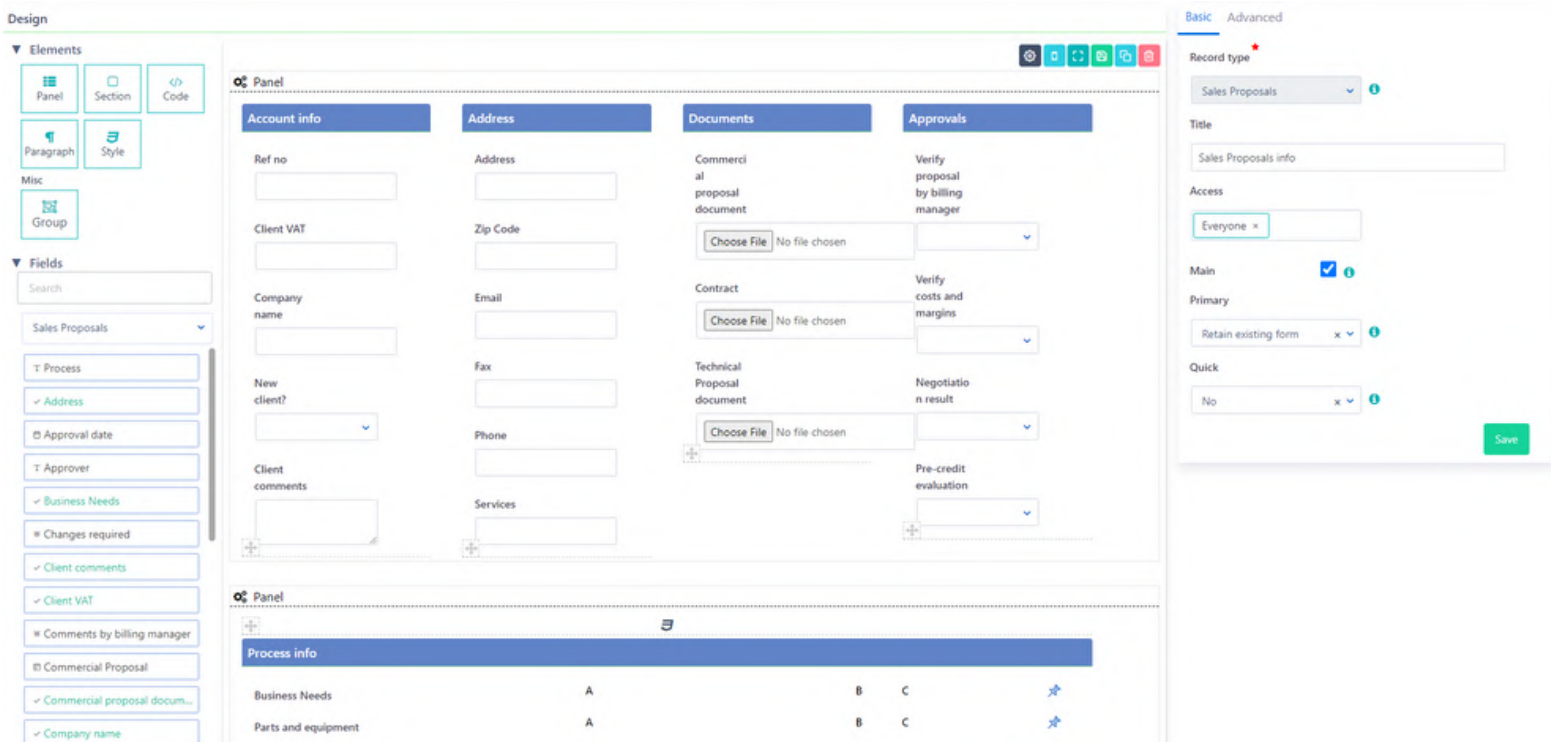 Design
Elements
Panel
Section
Code
Paragraph
Style
Misc
Group
Fields
Search
Sales Proposals
Process
Address
Approval date
Approver
Business Needs
Changes required
Client comments
Client VAT
Comments by billing manager
Commercial Proposal
Commercial proposal docum...
Company name
Panel
Account info
Ref no
Client VAT
Company
name
New
client?
Client
comments
Address
Address
Zip Code
Email
Fax
Phone
Services
Documents
Commerci
al
proposal
document
Choose File No file chosen
Contract
Choose File No file chosen
Technical
Proposal
document
Choose File No file chosen
Approvals
Verify
proposal
by billing
manager
Verify
costs and
margins
Negotiatio
n result
Pre-credit
evaluation
Panel
Process info
Business Needs A B C
Parts and equipment A B C
Basic Advanced
Record type *
Sales Proposals
Title
Sales Proposals info
Access
Everyone ×
Main
Primary
Retain existing form ×
Quick
No ×
Save